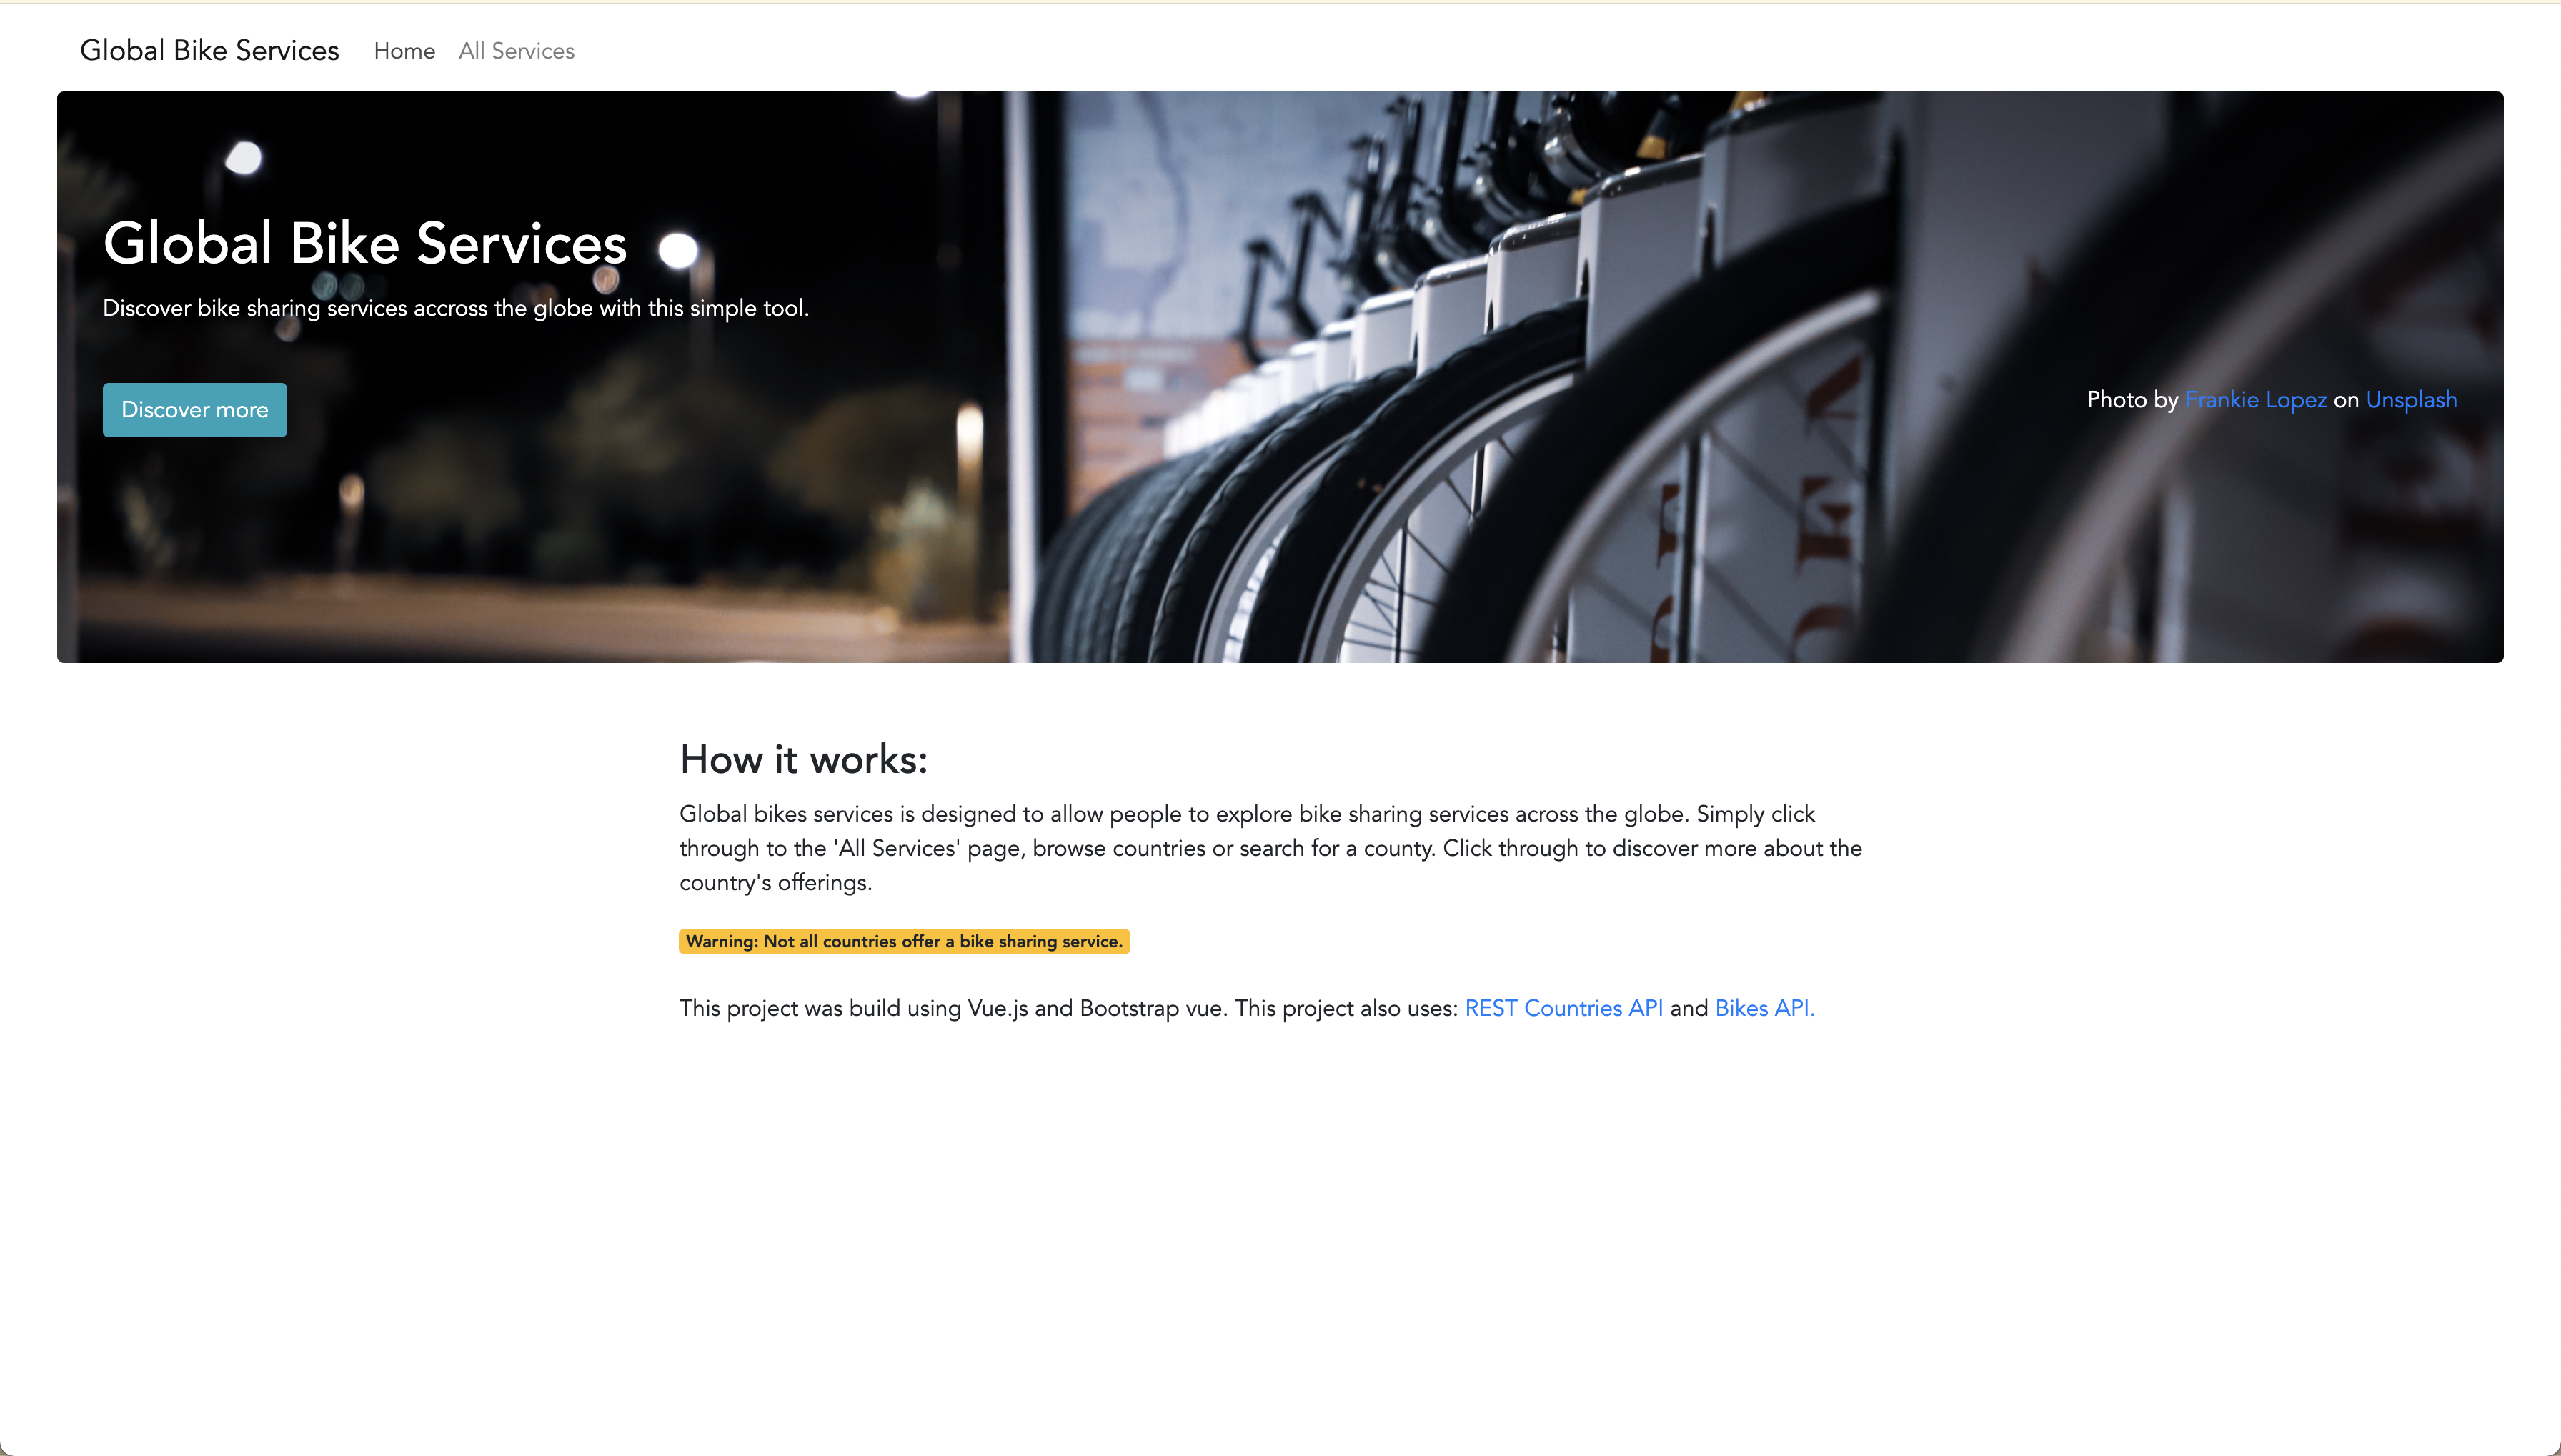 Global Bike Services Home All Services
Global Bike Services
Discover bike sharing services accross the globe with this simple tool.
Discover more
Photo by Frankie Lopez on Unsplash
How it works:
Global bikes services is designed to allow people to explore bike sharing services across the globe. Simply click
through to the 'All Services' page, browse countries or search for a county. Click through to discover more about the
country's offerings.
Warning: Not all countries offer a bike sharing service.
This project was build using Vue.js and Bootstrap vue. This project also uses: REST Countries API and Bikes API.